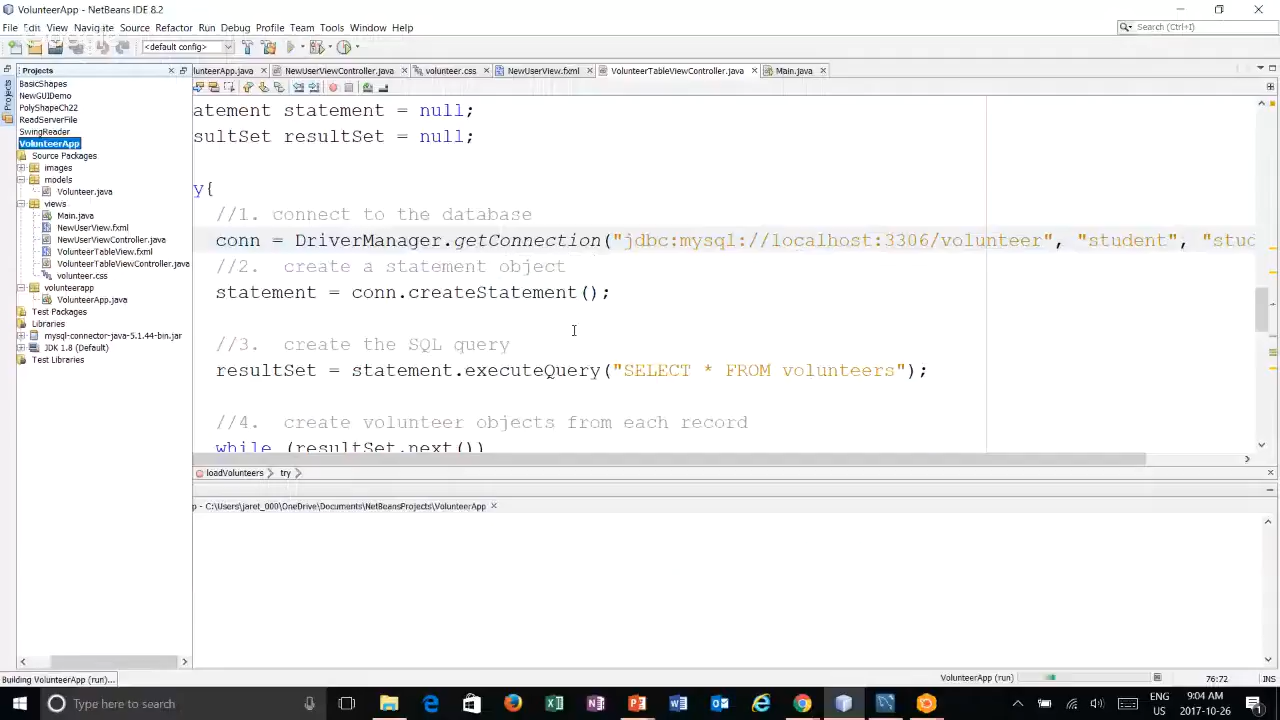 VolunteerApp - NetBeans IDE 8.2
File Edit View Navigate Source Refactor Run Debug Profile Team Tools Window Help
Search (Ctrl+I)
<default config>
Projects
BasicShapes
NewGUIDemo
PolyShapeCh22
ReadServerFile
SwingReader
VolunteerApp
Source Packages
images
models
Volunteer.java
views
Main.java
NewUserView.fxml
NewUserViewController.java
VolunteerTableView.fxml
VolunteerTableViewController.java
volunteer.css
volunteerapp
VolunteerApp.java
Test Packages
Libraries
mysql-connector-java-5.1.44-bin.jar
JDK 1.8 (Default)
Test Libraries
Projects
olunteerApp.java NewUserViewController.java volunteer.css NewUserView.fxml VolunteerTableViewController.java Main.java
atement statement = null;
sultSet resultSet = null;
y{
//1. connect to the database
conn = DriverManager.getConnection("jdbc:mysql://localhost:3306/volunteer", "student", "stud
//2. create a statement object
statement = conn.createStatement();
//3. create the SQL query
resultSet = statement.executeQuery("SELECT * FROM volunteers");
//4. create volunteer objects from each record
while (resultSet.next())
loadVolunteers try
p - C:\Users\jaret_000\OneDrive\Documents\NetBeansProjects\VolunteerApp
Building VolunteerApp (run)...
VolunteerApp (run)
76:72 INS
Type here to search
ENG
US
9:04 AM
2017-10-26
1